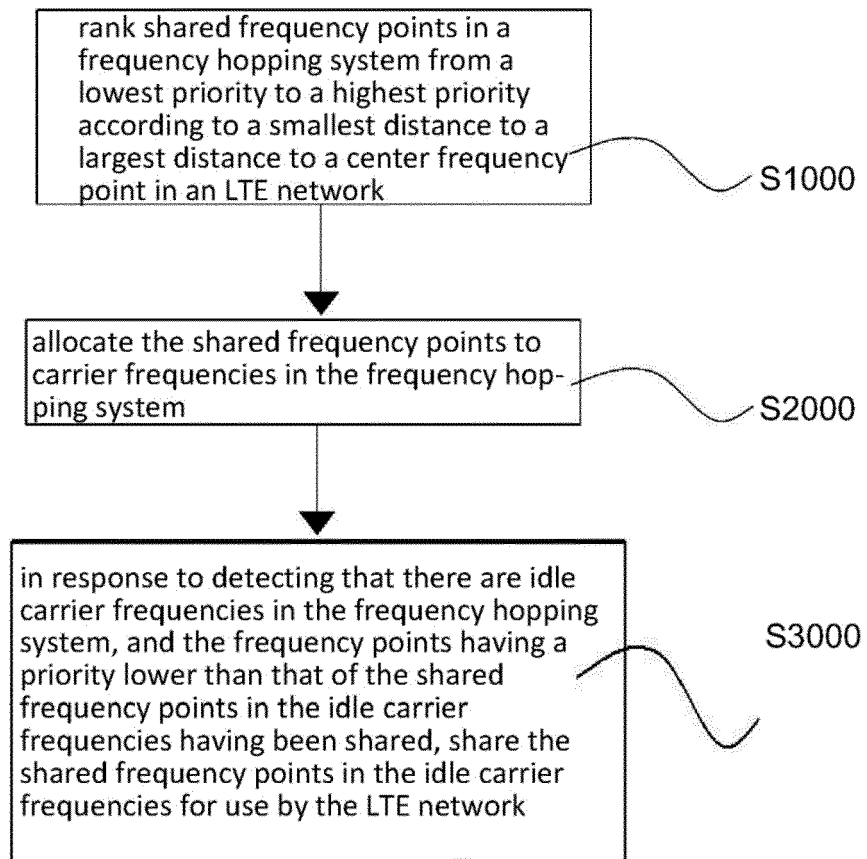 rank shared frequency points in a
frequency hopping system from a
lowest priority to a highest priority
according to a smallest distance to a
largest distance to a center frequency
point in an LTE network
S1000
allocate the shared frequency points to
carrier frequencies in the frequency hop-
ping system
S2000
in response to detecting that there are idle
carrier frequencies in the frequency hopping
system, and the frequency points having a
priority lower than that of the shared
frequency points in the idle carrier
frequencies having been shared, share the
shared frequency points in the idle carrier
frequencies for use by the LTE network
S3000